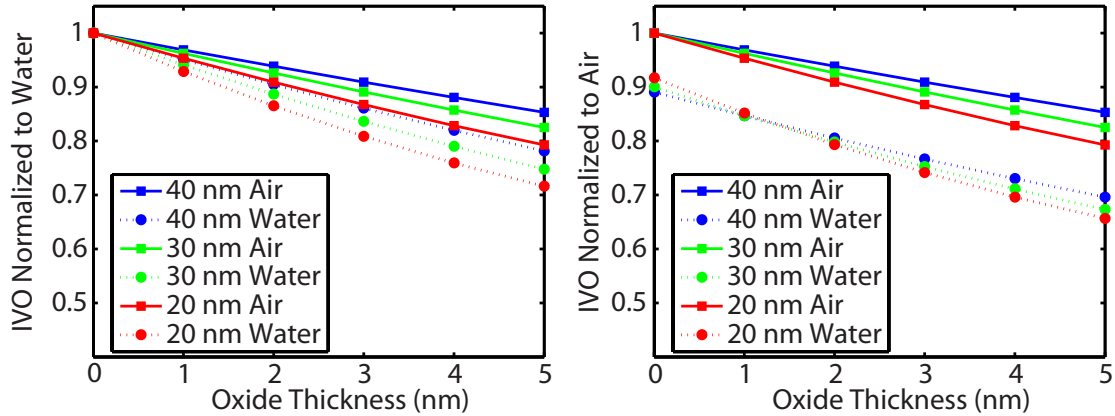 IVO Normalized to Water
1
0.9
0.8
0.7
0.6
0.5
40 nm Air
40 nm Water
30 nm Air
30 nm Water
20 nm Air
20 nm Water
0 1 2 3 4 5
Oxide Thickness (nm)
IVO Normalized to Air
1
0.9
0.8
0.7
0.6
0.5
40 nm Air
40 nm Water
30 nm Air
30 nm Water
20 nm Air
20 nm Water
0 1 2 3 4 5
Oxide Thickness (nm)